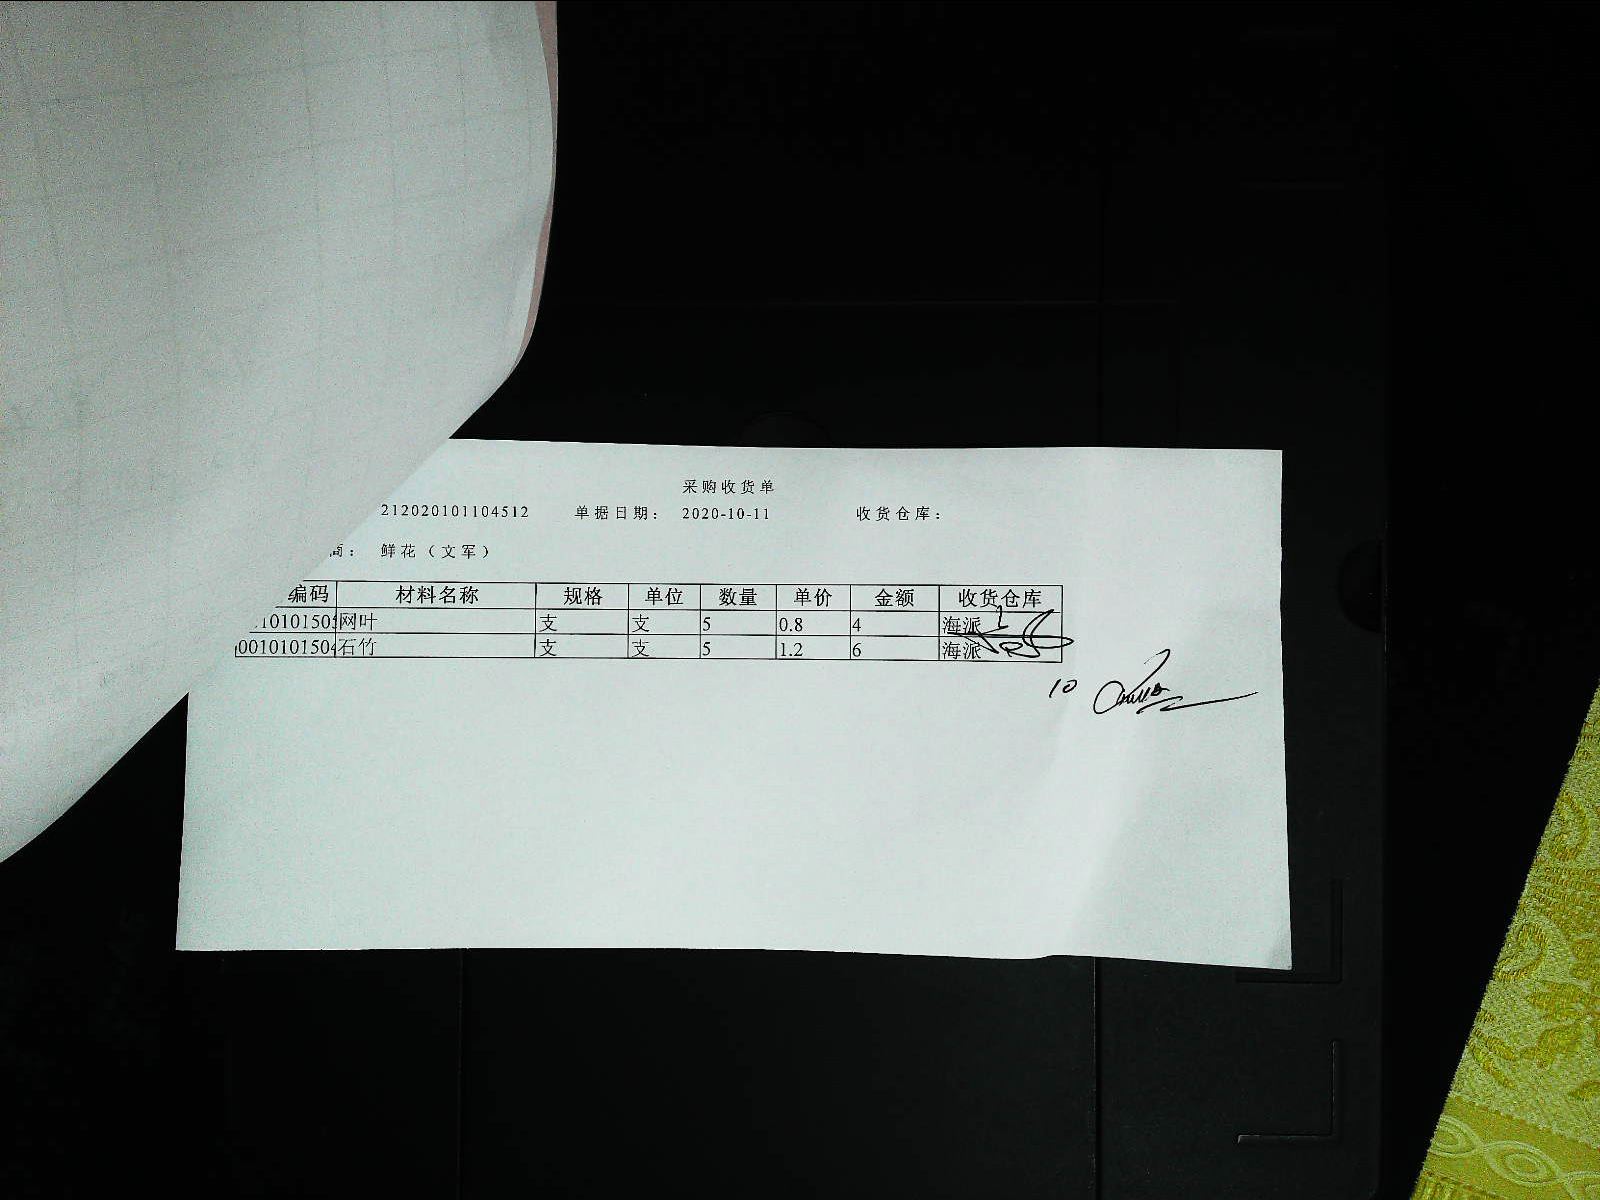 采购收货单
212020101104512 单据日期： 2020-10-11 收货仓库：
商： 鲜花（文军）
编码 材料名称 规格 单位 数量 单价 金额 收货仓库
10101505 网叶 支 支 5 0.8 4 海派
0010101504 石竹 支 支 5 1.2 6 海派
10